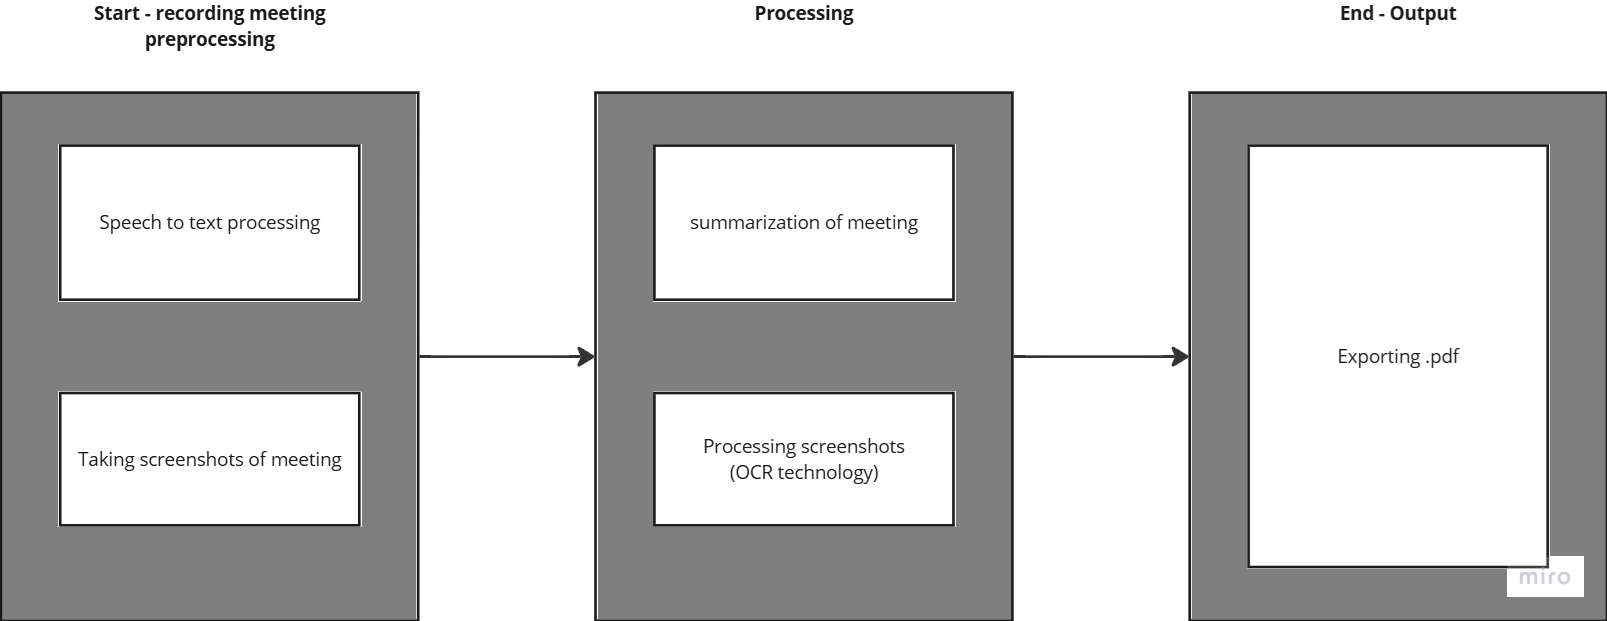 Start - recording meeting
preprocessing
Processing
End - Output
Speech to text processing
Taking screenshots of meeting
summarization of meeting
Processing screenshots
(OCR technology)
Exporting .pdf
miro